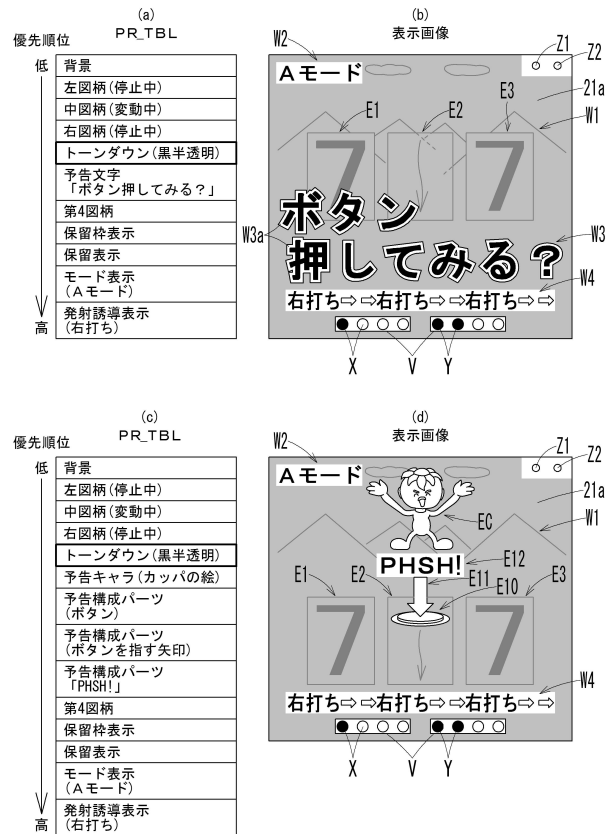 (a)
優先順位
PR_TBL
低
背景
左図柄(停止中)
中図柄(変動中)
右図柄(停止中)
トーンダウン(黒半透明)
予告文字
「ボタン押してみる？」
第4図柄
保留枠表示
保留表示
モード表示
(Aモード)
発射誘導表示
(右打ち)
高
(b)
表示画像
W2
Z1
Z2
Aモード
21a
E1
E2
E3
W1
7
7
ボタン
押してみる？
W3a
W3
右打ち⇨ ⇨右打ち⇨ ⇨右打ち⇨ ⇨
W4
X
V
Y
(c)
優先順位
PR_TBL
低
背景
左図柄(停止中)
中図柄(変動中)
右図柄(停止中)
トーンダウン(黒半透明)
予告キャラ(カッパの絵)
予告構成パーツ
(ボタン)
予告構成パーツ
(ボタンを指す矢印)
予告構成パーツ
「PHSH!」
第4図柄
保留枠表示
保留表示
モード表示
(Aモード)
発射誘導表示
(右打ち)
高
(d)
表示画像
W2
Z1
Z2
Aモード
21a
EC
W1
PHSH!
E12
E11
E10
E1
E2
E3
7
7
右打ち⇨ ⇨右打ち⇨ ⇨右打ち⇨ ⇨
W4
X
V
Y